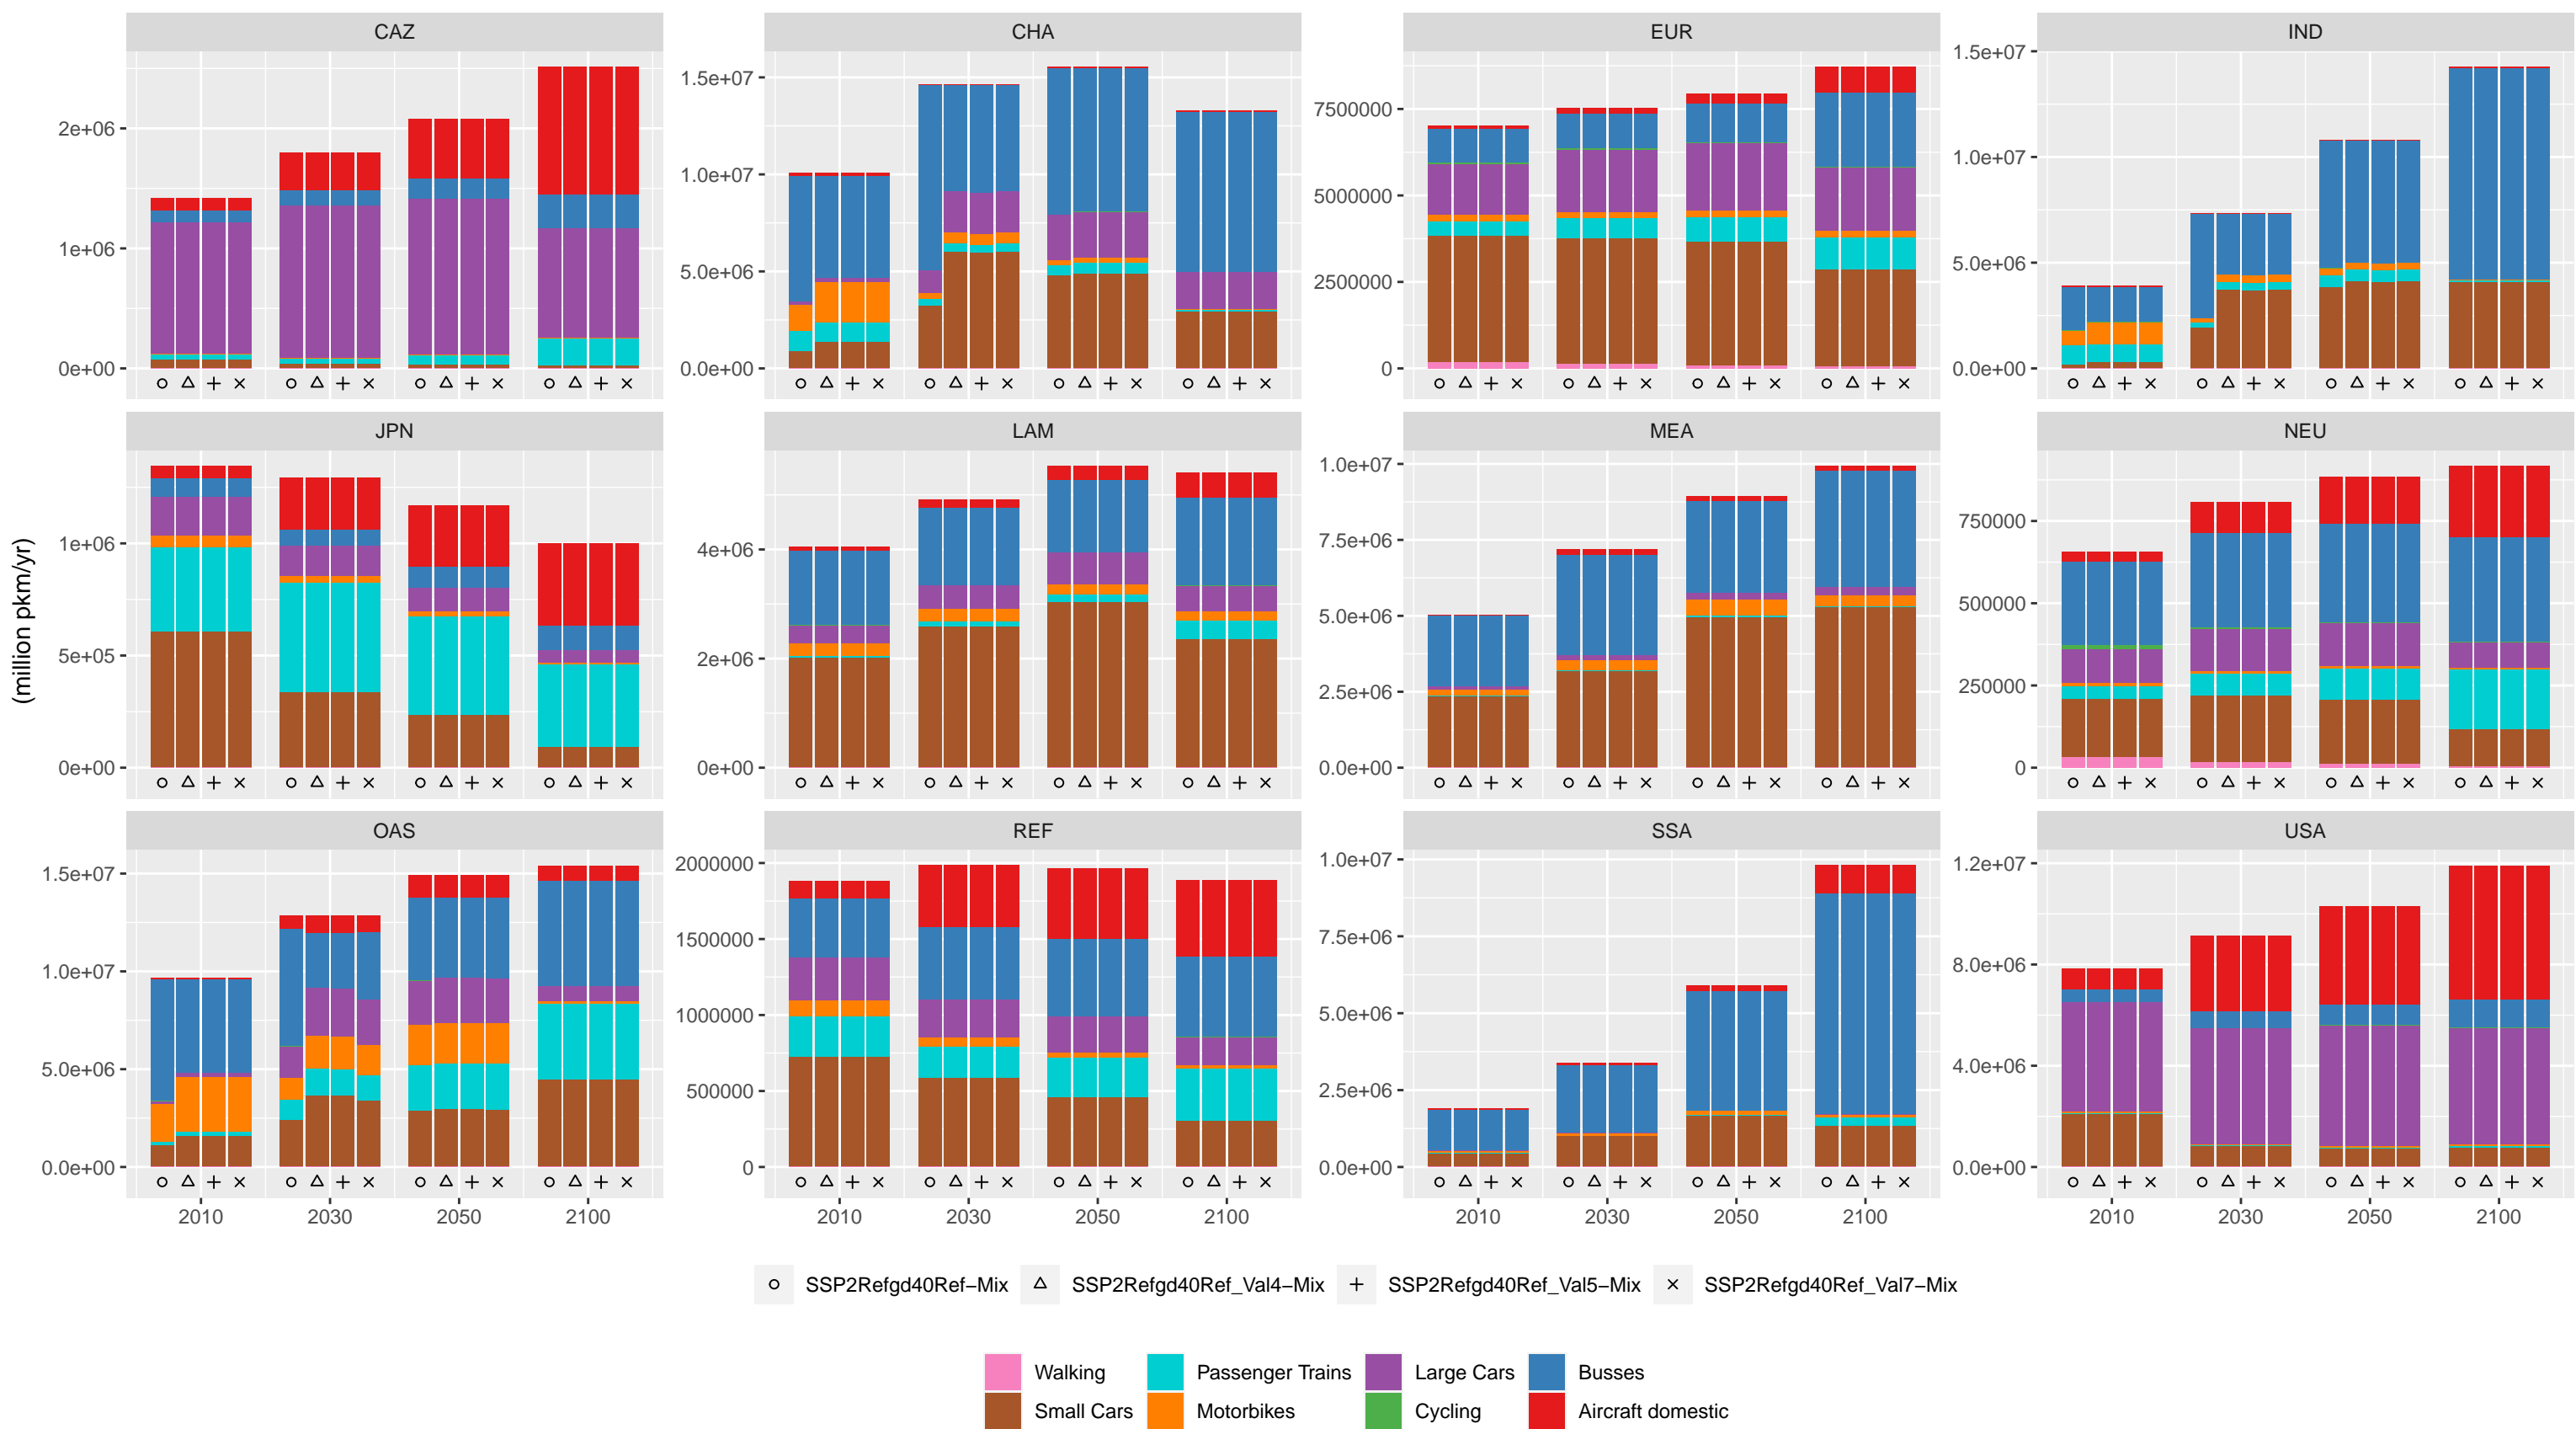 CAZ CHA EUR IND
2e+06 1e+06 0e+00
1.5e+07 1.0e+07 5.0e+06 0.0e+00
7500000 5000000 2500000 0
1.5e+07 1.0e+07 5.0e+06 0.0e+00
JPN LAM MEA NEU
1e+06 5e+05 0e+00
4e+06 2e+06 0e+00
1.0e+07 7.5e+06 5.0e+06 2.5e+06 0.0e+00
750000 500000 250000 0
(million pkm/yr)
OAS REF SSA USA
1.5e+07 1.0e+07 5.0e+06 0.0e+00
2000000 1500000 1000000 500000 0
1.0e+07 7.5e+06 5.0e+06 2.5e+06 0.0e+00
1.2e+07 8.0e+06 4.0e+06 0.0e+00
2010 2030 2050 2100 2010 2030 2050 2100 2010 2030 2050 2100 2010 2030 2050 2100
SSP2Refgd40Ref−Mix SSP2Refgd40Ref_Val4−Mix SSP2Refgd40Ref_Val5−Mix SSP2Refgd40Ref_Val7−Mix
Walking Passenger Trains Large Cars Busses
Small Cars Motorbikes Cycling Aircraft domestic